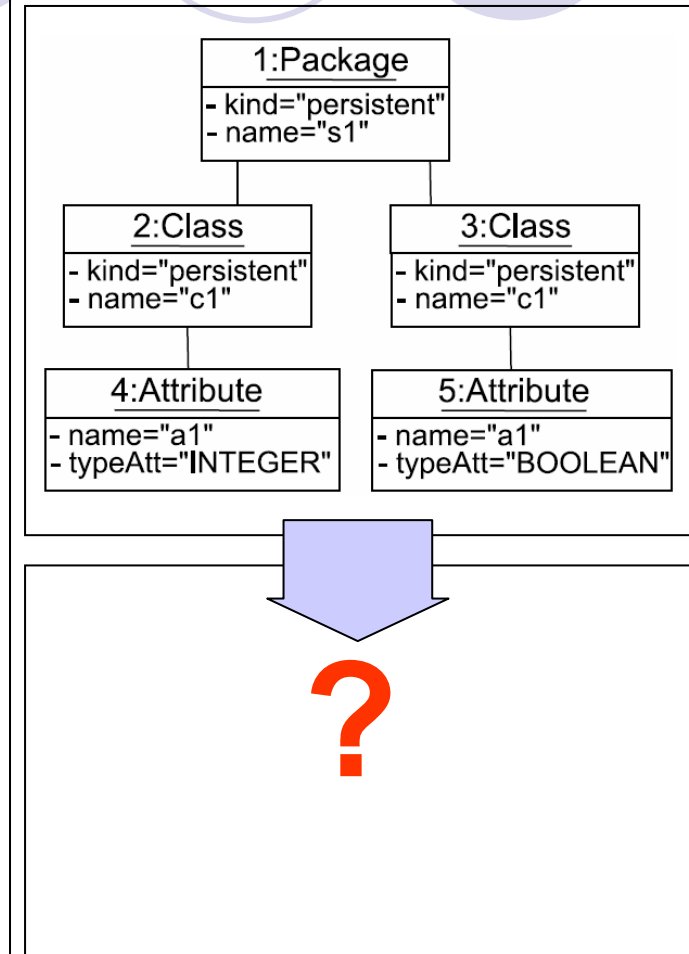 1:Package
- kind="persistent"
- name="s1"
2:Class
- kind="persistent"
- name="c1"
3:Class
- kind="persistent"
- name="c1"
4:Attribute
- name="a1"
- typeAtt="INTEGER"
5:Attribute
- name="a1"
- typeAtt="BOOLEAN"
?